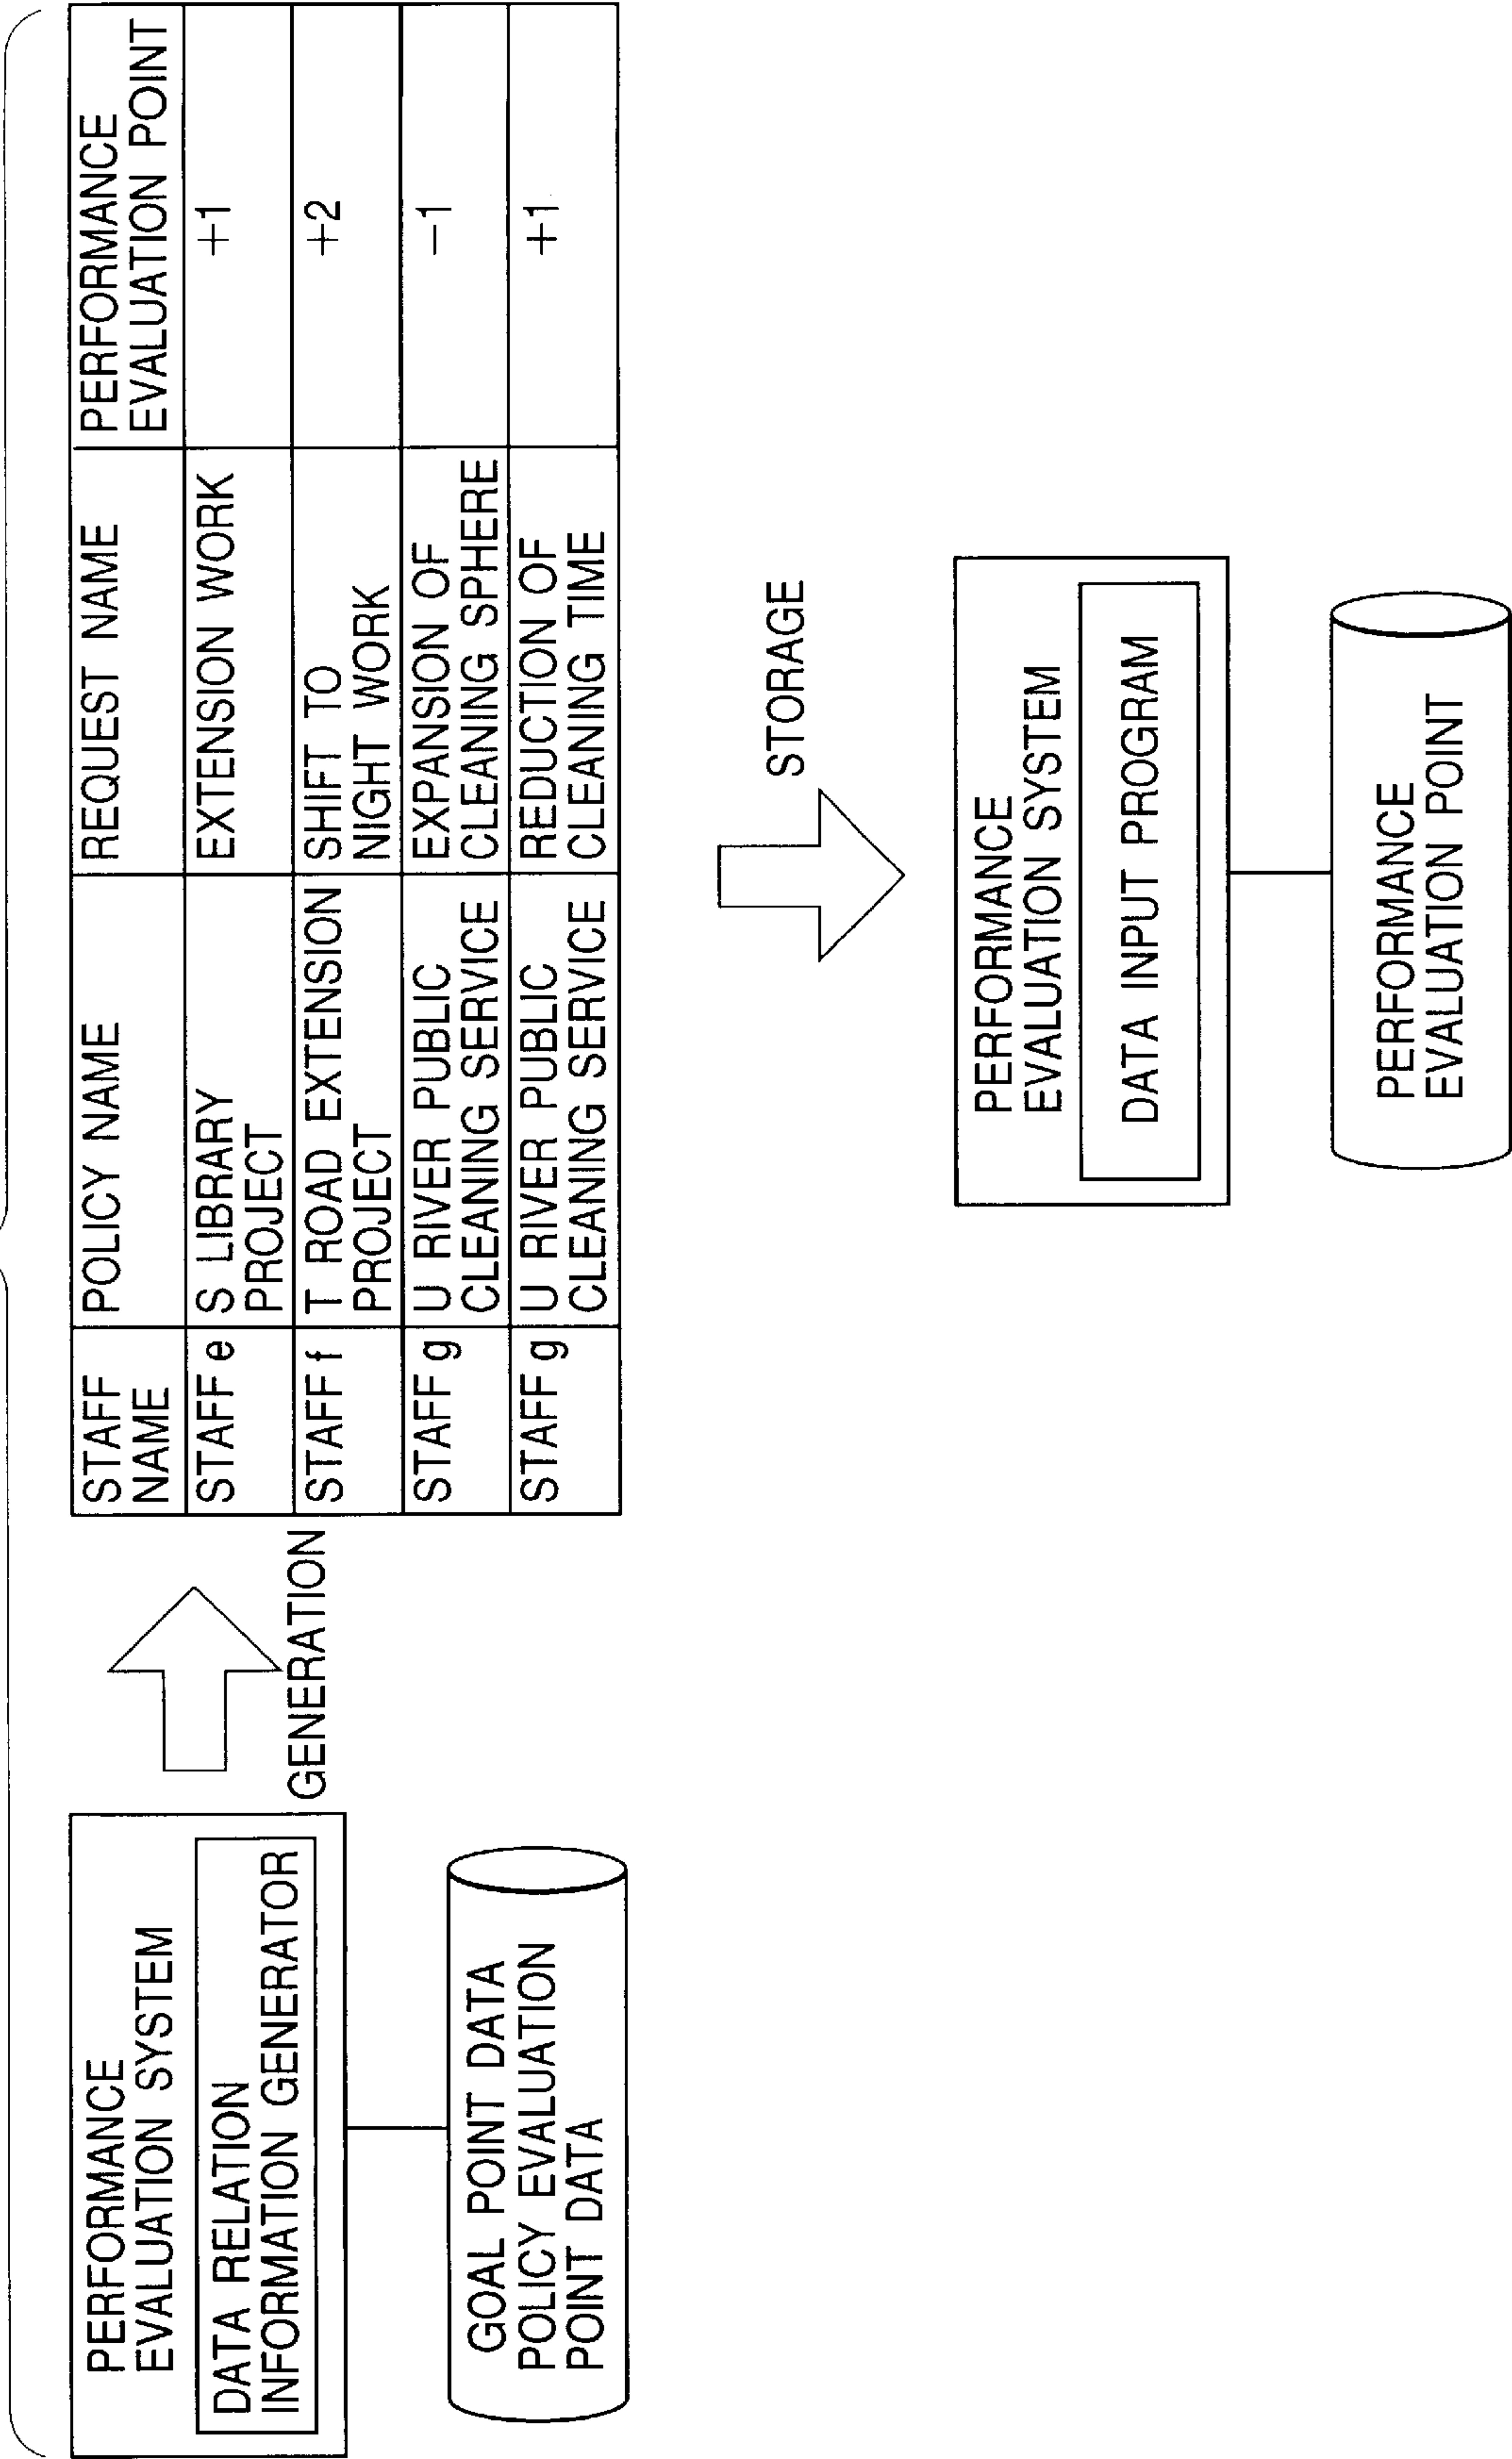 PERFORMANCE
EVALUATION SYSTEM
DATA RELATION
INFORMATION GENERATOR
GOAL POINT DATA
POLICY EVALUATION
POINT DATA
GENERATION
STAFF
NAME
POLICY NAME
REQUEST NAME
PERFORMANCE
EVALUATION POINT
STAFF e
S LIBRARY
PROJECT
EXTENSION WORK
+1
STAFF f
T ROAD EXTENSION
PROJECT
SHIFT TO
NIGHT WORK
+2
STAFF g
U RIVER PUBLIC
CLEANING SERVICE
EXPANSION OF
CLEANING SPHERE
−1
STAFF g
U RIVER PUBLIC
CLEANING SERVICE
REDUCTION OF
CLEANING TIME
+1
STORAGE
PERFORMANCE
EVALUATION SYSTEM
DATA INPUT PROGRAM
PERFORMANCE
EVALUATION POINT